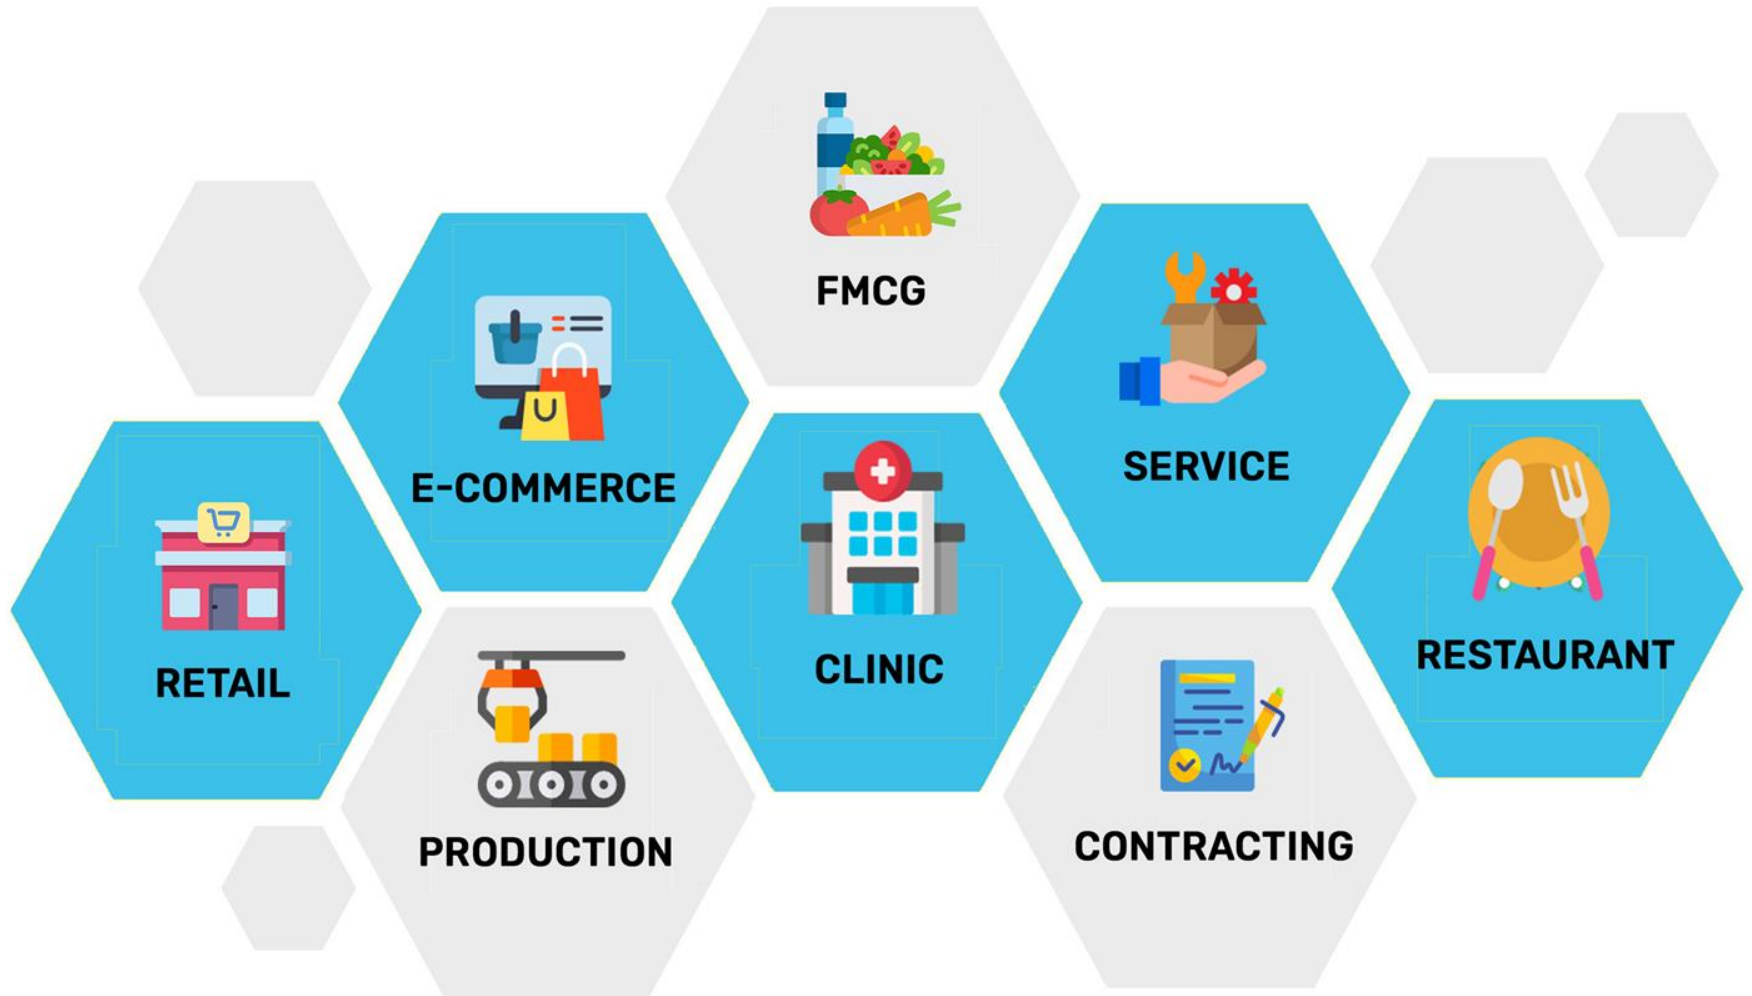 FMCG
SERVICE
E-COMMERCE
RESTAURANT
CLINIC
RETAIL
CONTRACTING
PRODUCTION